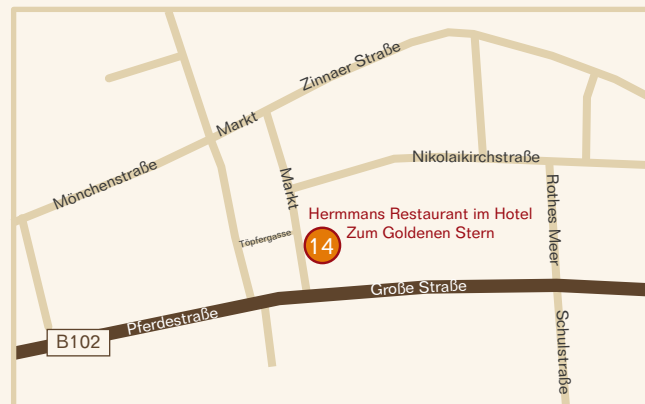 Zinnaer Straße
Markt
Mönchenstraße
Nikolaikirchstraße
Markt
Rothes Meer
Hermmans Restaurant im Hotel
Zum Goldenen Stern
Töpfergasse
14
Große Straße
Pferdestraße
B102
Schulstraße